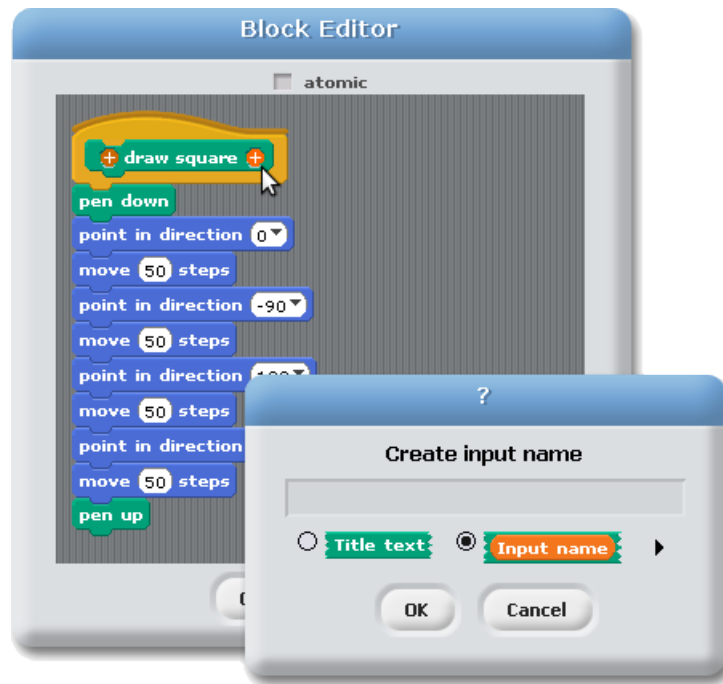 Block Editor
atomic
+ draw square +
pen down
point in direction 0
move 50 steps
point in direction -90
move 50 steps
point in direction
move 50 steps
point in direction
move 50 steps
pen up
?
Create input name
Title text Input name
OK Cancel